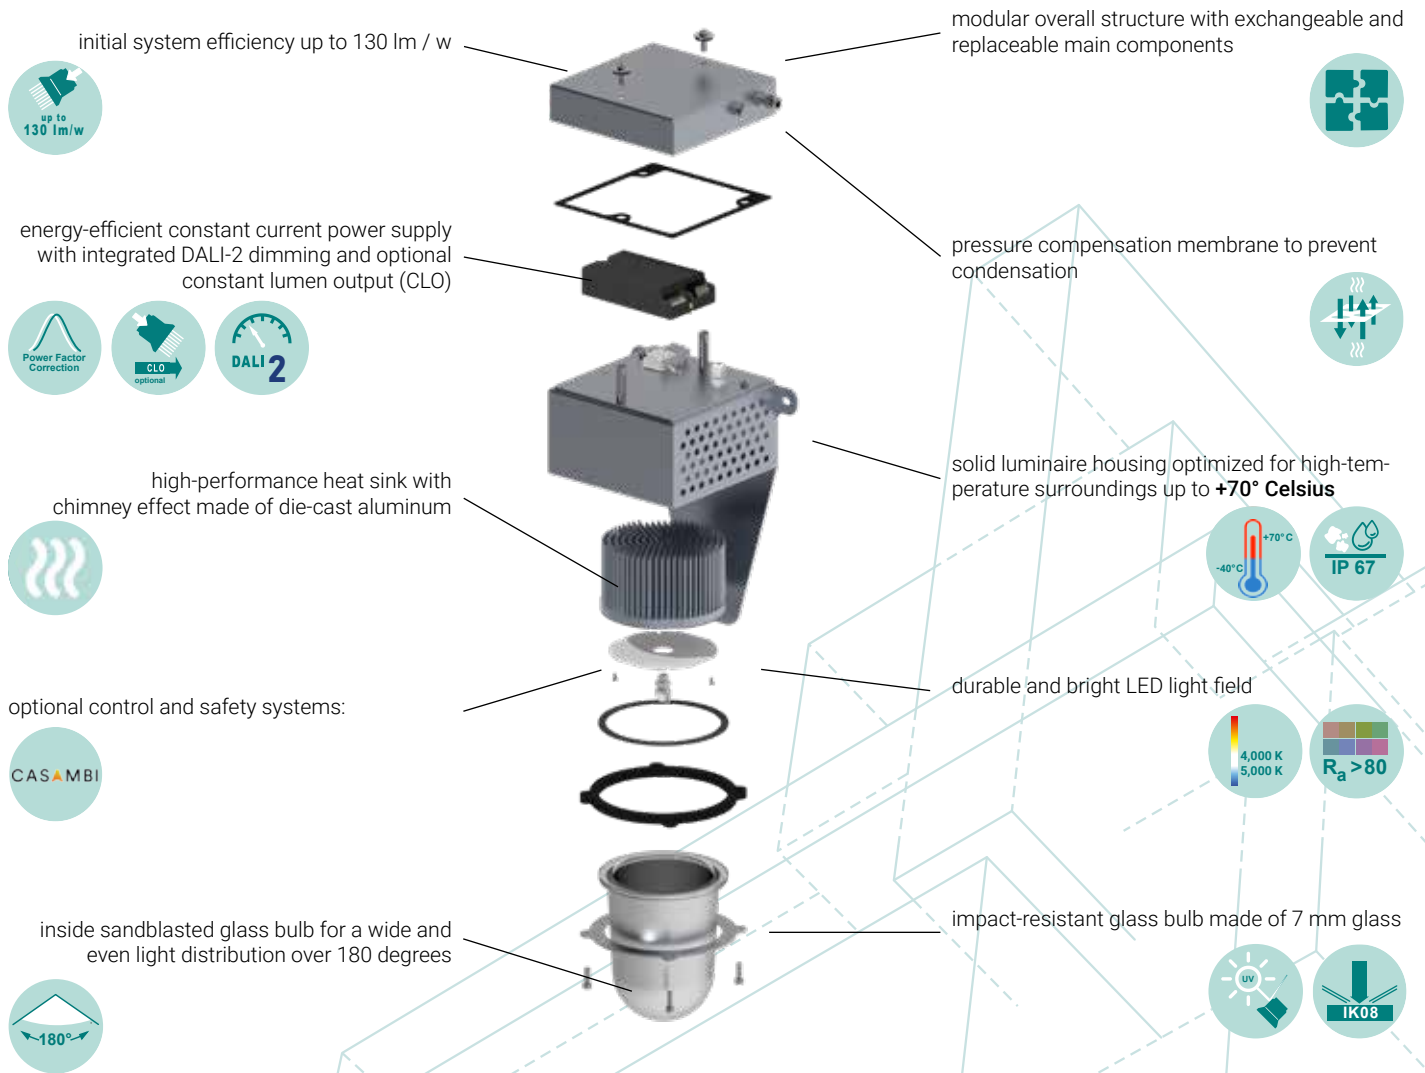 initial system efficiency up to 130 lm / w
up to
130 lm/w
modular overall structure with exchangeable and
replaceable main components
energy-efficient constant current power supply
with integrated DALI-2 dimming and optional
constant lumen output (CLO)
Power Factor
Correction
CLO
optional
DALI 2
pressure compensation membrane to prevent
condensation
high-performance heat sink with
chimney effect made of die-cast aluminum
solid luminaire housing optimized for high-tem-
perature surroundings up to +70° Celsius
+70°C
-40°C
IP 67
optional control and safety systems:
CASAMBI
durable and bright LED light field
4,000 K
5,000 K
Ra >80
inside sandblasted glass bulb for a wide and
even light distribution over 180 degrees
180°
impact-resistant glass bulb made of 7 mm glass
UV
IK08